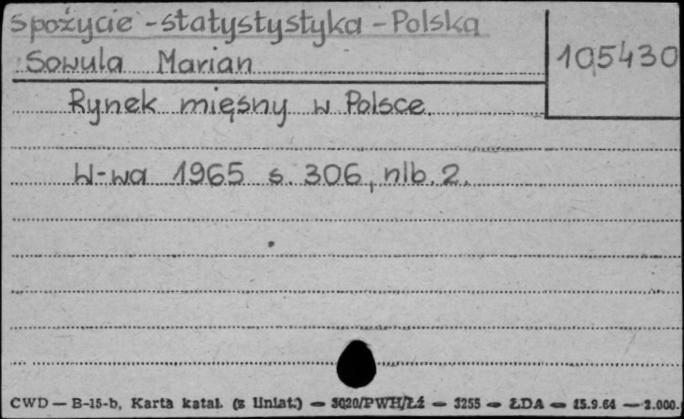 Spożycie - statystystyka - Polska
Sowula Marian
105430
Rynek mięsny w Polsce.
W-wa 1965 s. 306, nlb. 2.
CWD — B-15-b, Karta katal. (z liniat.) — 3020/PWH/Łź — 3255 — ŁDA — 15.9.64 — 2.000.